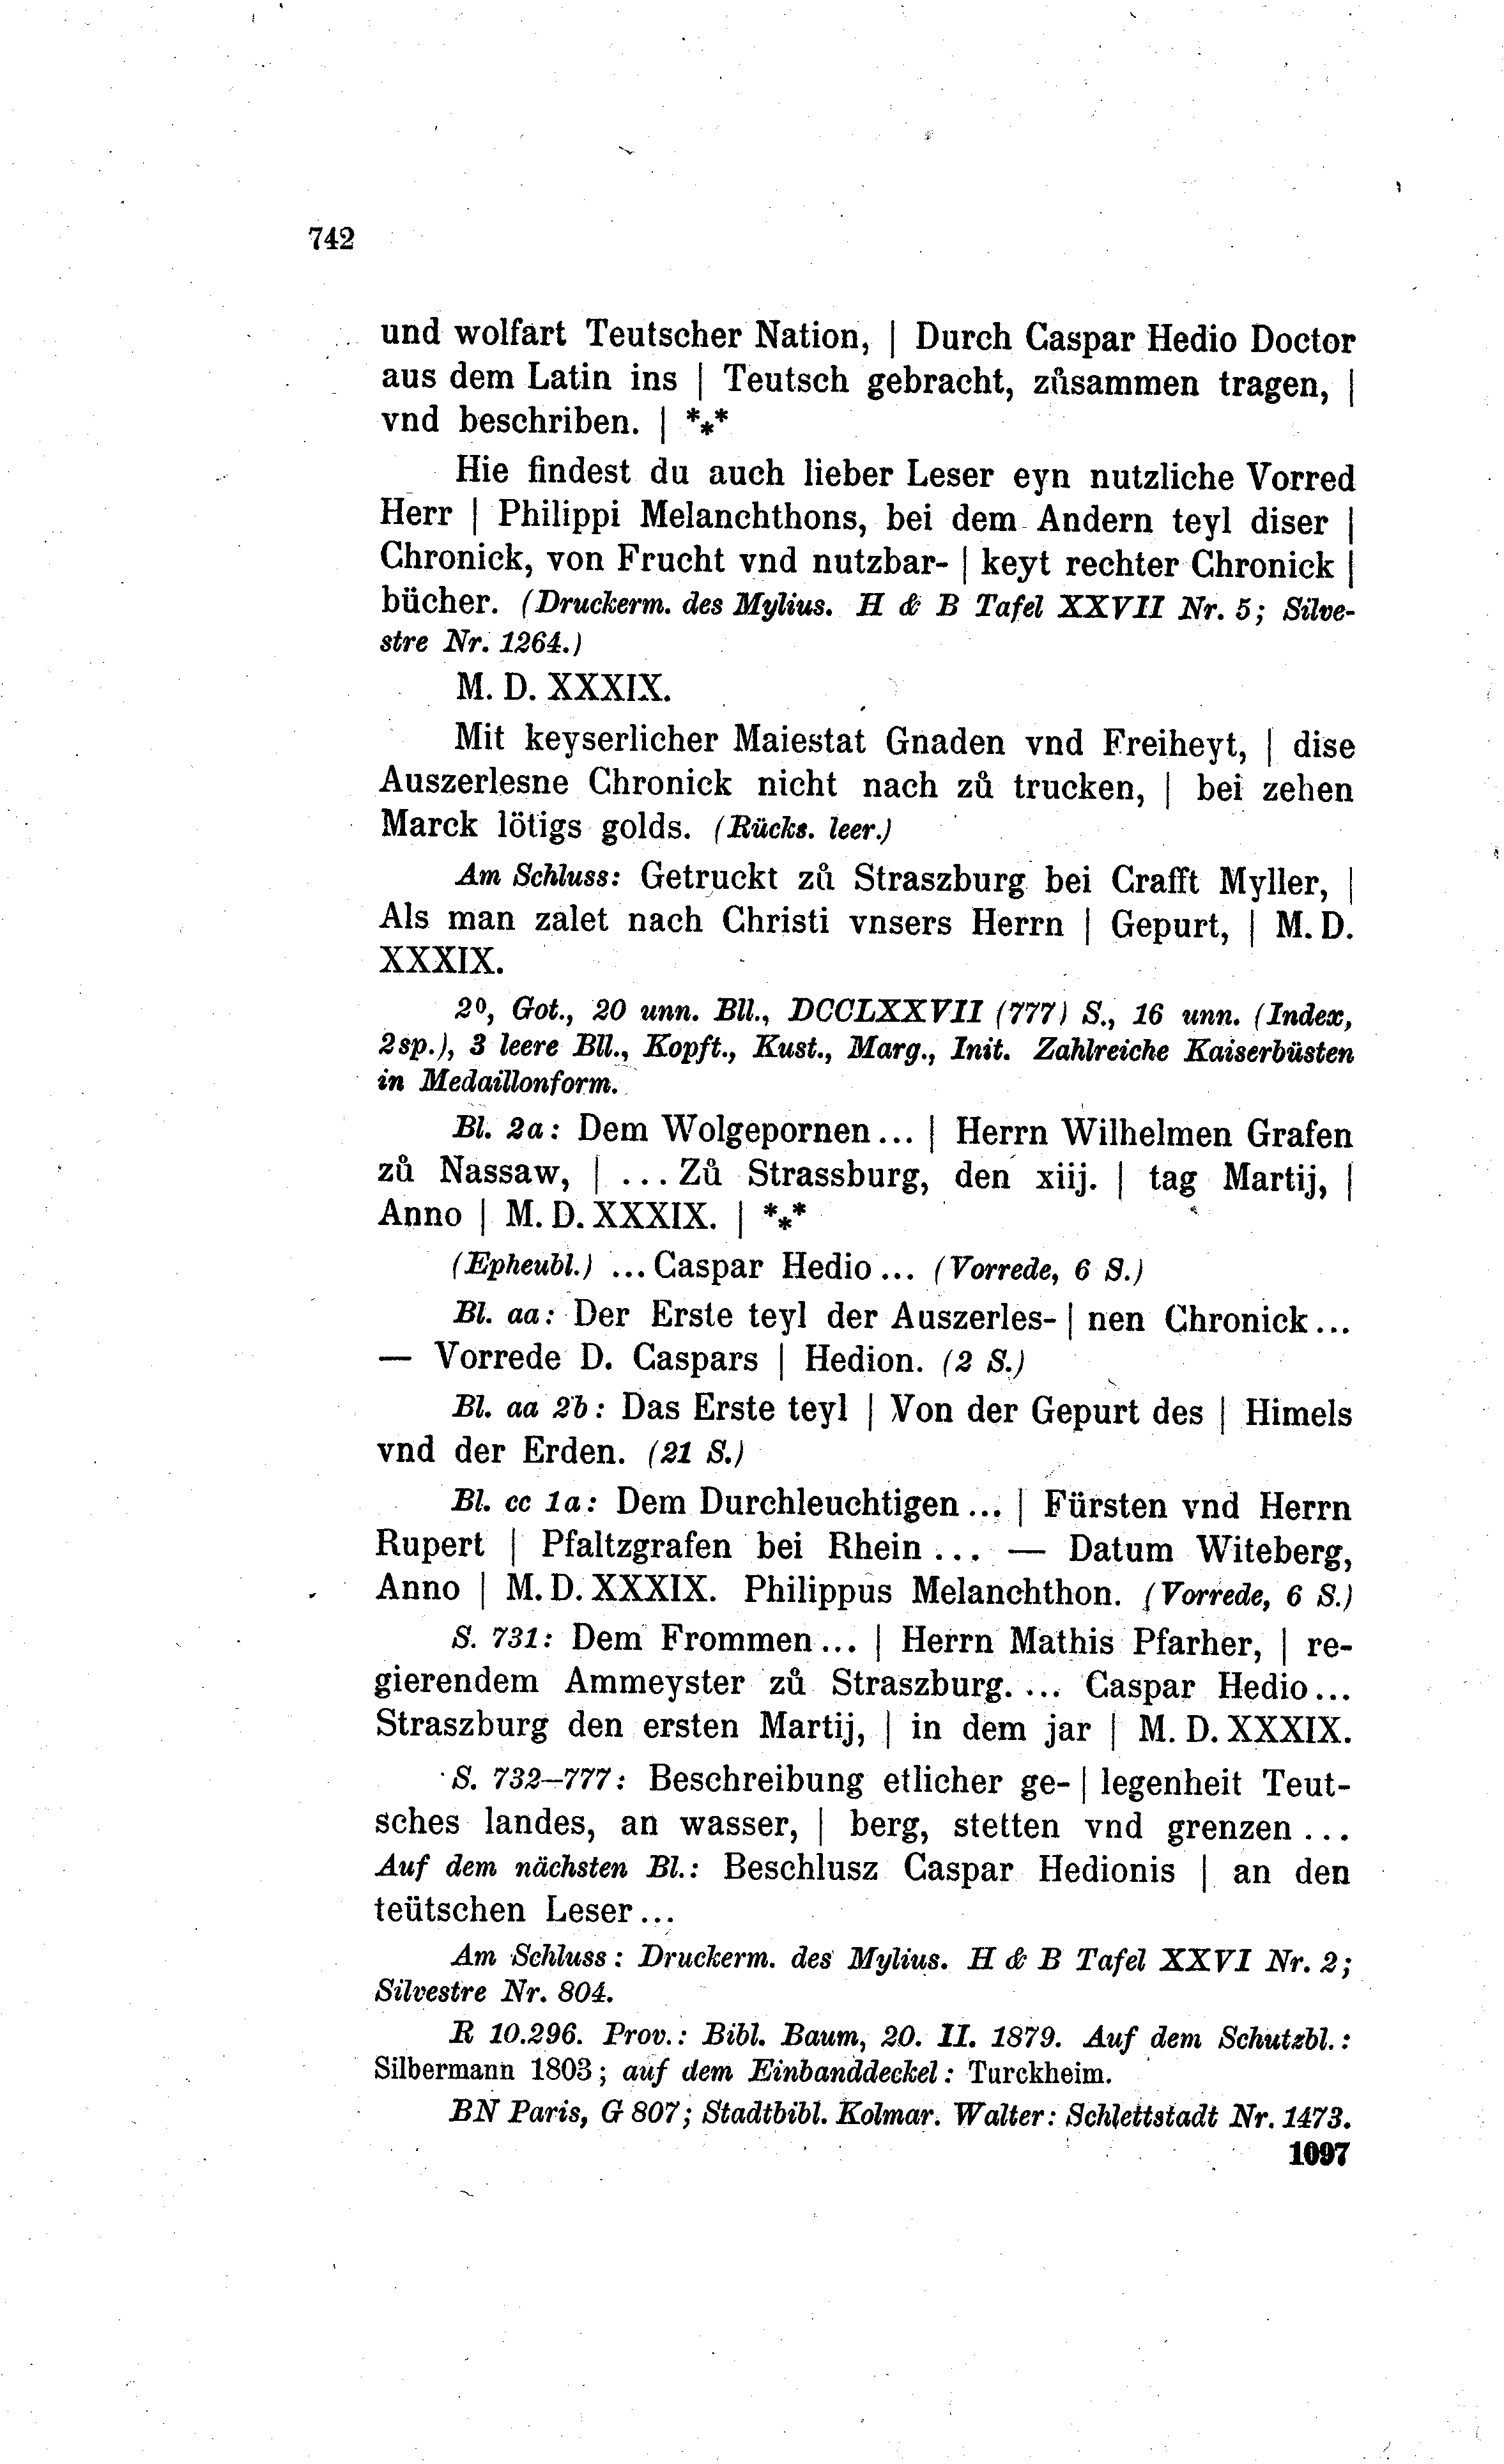 742
und wolfart Teutscher Nation, | Durch Caspar Hedio Doctor
aus dem Latin ins | Teutsch gebracht, zůsammen tragen, |
vnd beschriben. | *⁎*
Hie findest du auch lieber Leser eyn nutzliche Vorred
Herr | Philippi Melanchthons, bei dem Andern teyl diser |
Chronick, von Frucht vnd nutzbar- | keyt rechter Chronick |
bücher. (Druckerm. des Mylius. H & B Tafel XXVII Nr. 5; Silve-
stre Nr. 1264.)
M. D. XXXIX.
Mit keyserlicher Maiestat Gnaden vnd Freiheyt, | dise
Auszerlesne Chronick nicht nach zů trucken, | bei zehen
Marck lötigs golds. (Rücks. leer.)
Am Schluss: Getruckt zů Straszburg bei Crafft Myller, |
Als man zalet nach Christi vnsers Herrn | Gepurt, | M. D.
XXXIX.
2⁰, Got., 20 unn. Bll., DCCLXXVII (777) S., 16 unn. (Index,
2sp.), 3 leere Bll., Kopft., Kust., Marg., Init. Zahlreiche Kaiserbüsten
in Medaillonform.
Bl. 2a: Dem Wolgepornen... | Herrn Wilhelmen Grafen
zů Nassaw, | ... Zů Strassburg, den xiij. | tag Martij, |
Anno | M. D. XXXIX. | *⁎*
(Epheubl.) ... Caspar Hedio... (Vorrede, 6 S.)
Bl. aa: Der Erste teyl der Auszerles- | nen Chronick...
— Vorrede D. Caspars | Hedion. (2 S.)
Bl. aa 2b: Das Erste teyl | Von der Gepurt des | Himels
vnd der Erden. (21 S.)
Bl. cc 1a: Dem Durchleuchtigen... | Fürsten vnd Herrn
Rupert | Pfaltzgrafen bei Rhein... — Datum Witeberg,
Anno | M. D. XXXIX. Philippus Melanchthon. (Vorrede, 6 S.)
S. 731: Dem Frommen... | Herrn Mathis Pfarher, | re-
gierendem Ammeyster zů Straszburg. ... Caspar Hedio...
Straszburg den ersten Martij, | in dem jar | M. D. XXXIX.
S. 732–777: Beschreibung etlicher ge- | legenheit Teut-
sches landes, an wasser, | berg, stetten vnd grenzen...
Auf dem nächsten Bl.: Beschlusz Caspar Hedionis | an den
teütschen Leser...
Am Schluss: Druckerm. des Mylius. H & B Tafel XXVI Nr. 2;
Silvestre Nr. 804.
R 10.296. Prov.: Bibl. Baum, 20. II. 1879. Auf dem Schutzbl.:
Silbermann 1803; auf dem Einbanddeckel: Turckheim.
BN Paris, G 807; Stadtbibl. Kolmar. Walter: Schlettstadt Nr. 1473.
1097